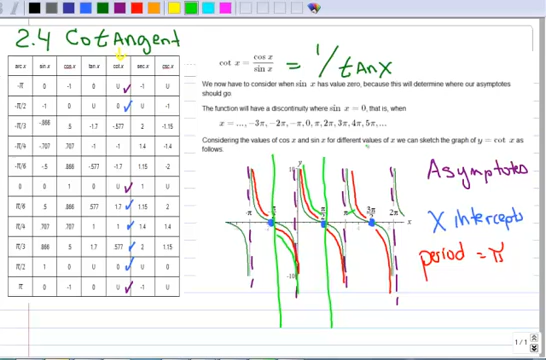 2.4 Cotangent
cot x = cos x / sin x = 1/tanx
We now have to consider when sin x has value zero, because this will determine where our asymptotes
should go.
The function will have a discontinuity where sin x = 0, that is, when
x = ..., −3π, −2π, −π, 0, π, 2π, 3π, 4π, 5π, ...
Considering the values of cos x and sin x for different values of x we can sketch the graph of y = cot x as
follows.
x sin x cos x tan x cot x sec x csc x
-π 0 -1 0 U -1 U
-π/2 -1 0 U 0 U -1
-π/3 -.866 .5 -1.7 -.577 2 -1.15
-π/4 -.707 .707 -1 -1 1.4 -1.4
-π/6 -.5 .866 -.577 -1.7 1.15 -2
0 0 1 0 U 1 U
π/6 .5 .866 .577 1.7 1.15 2
π/4 .707 .707 1 1 1.4 1.4
π/3 .866 .5 1.7 .577 2 1.15
π/2 1 0 U 0 U 1
π 0 -1 0 U -1 U
Asymptotes
X intercepts
period = π
y
10
-π
π
2π
x
-10
1/1